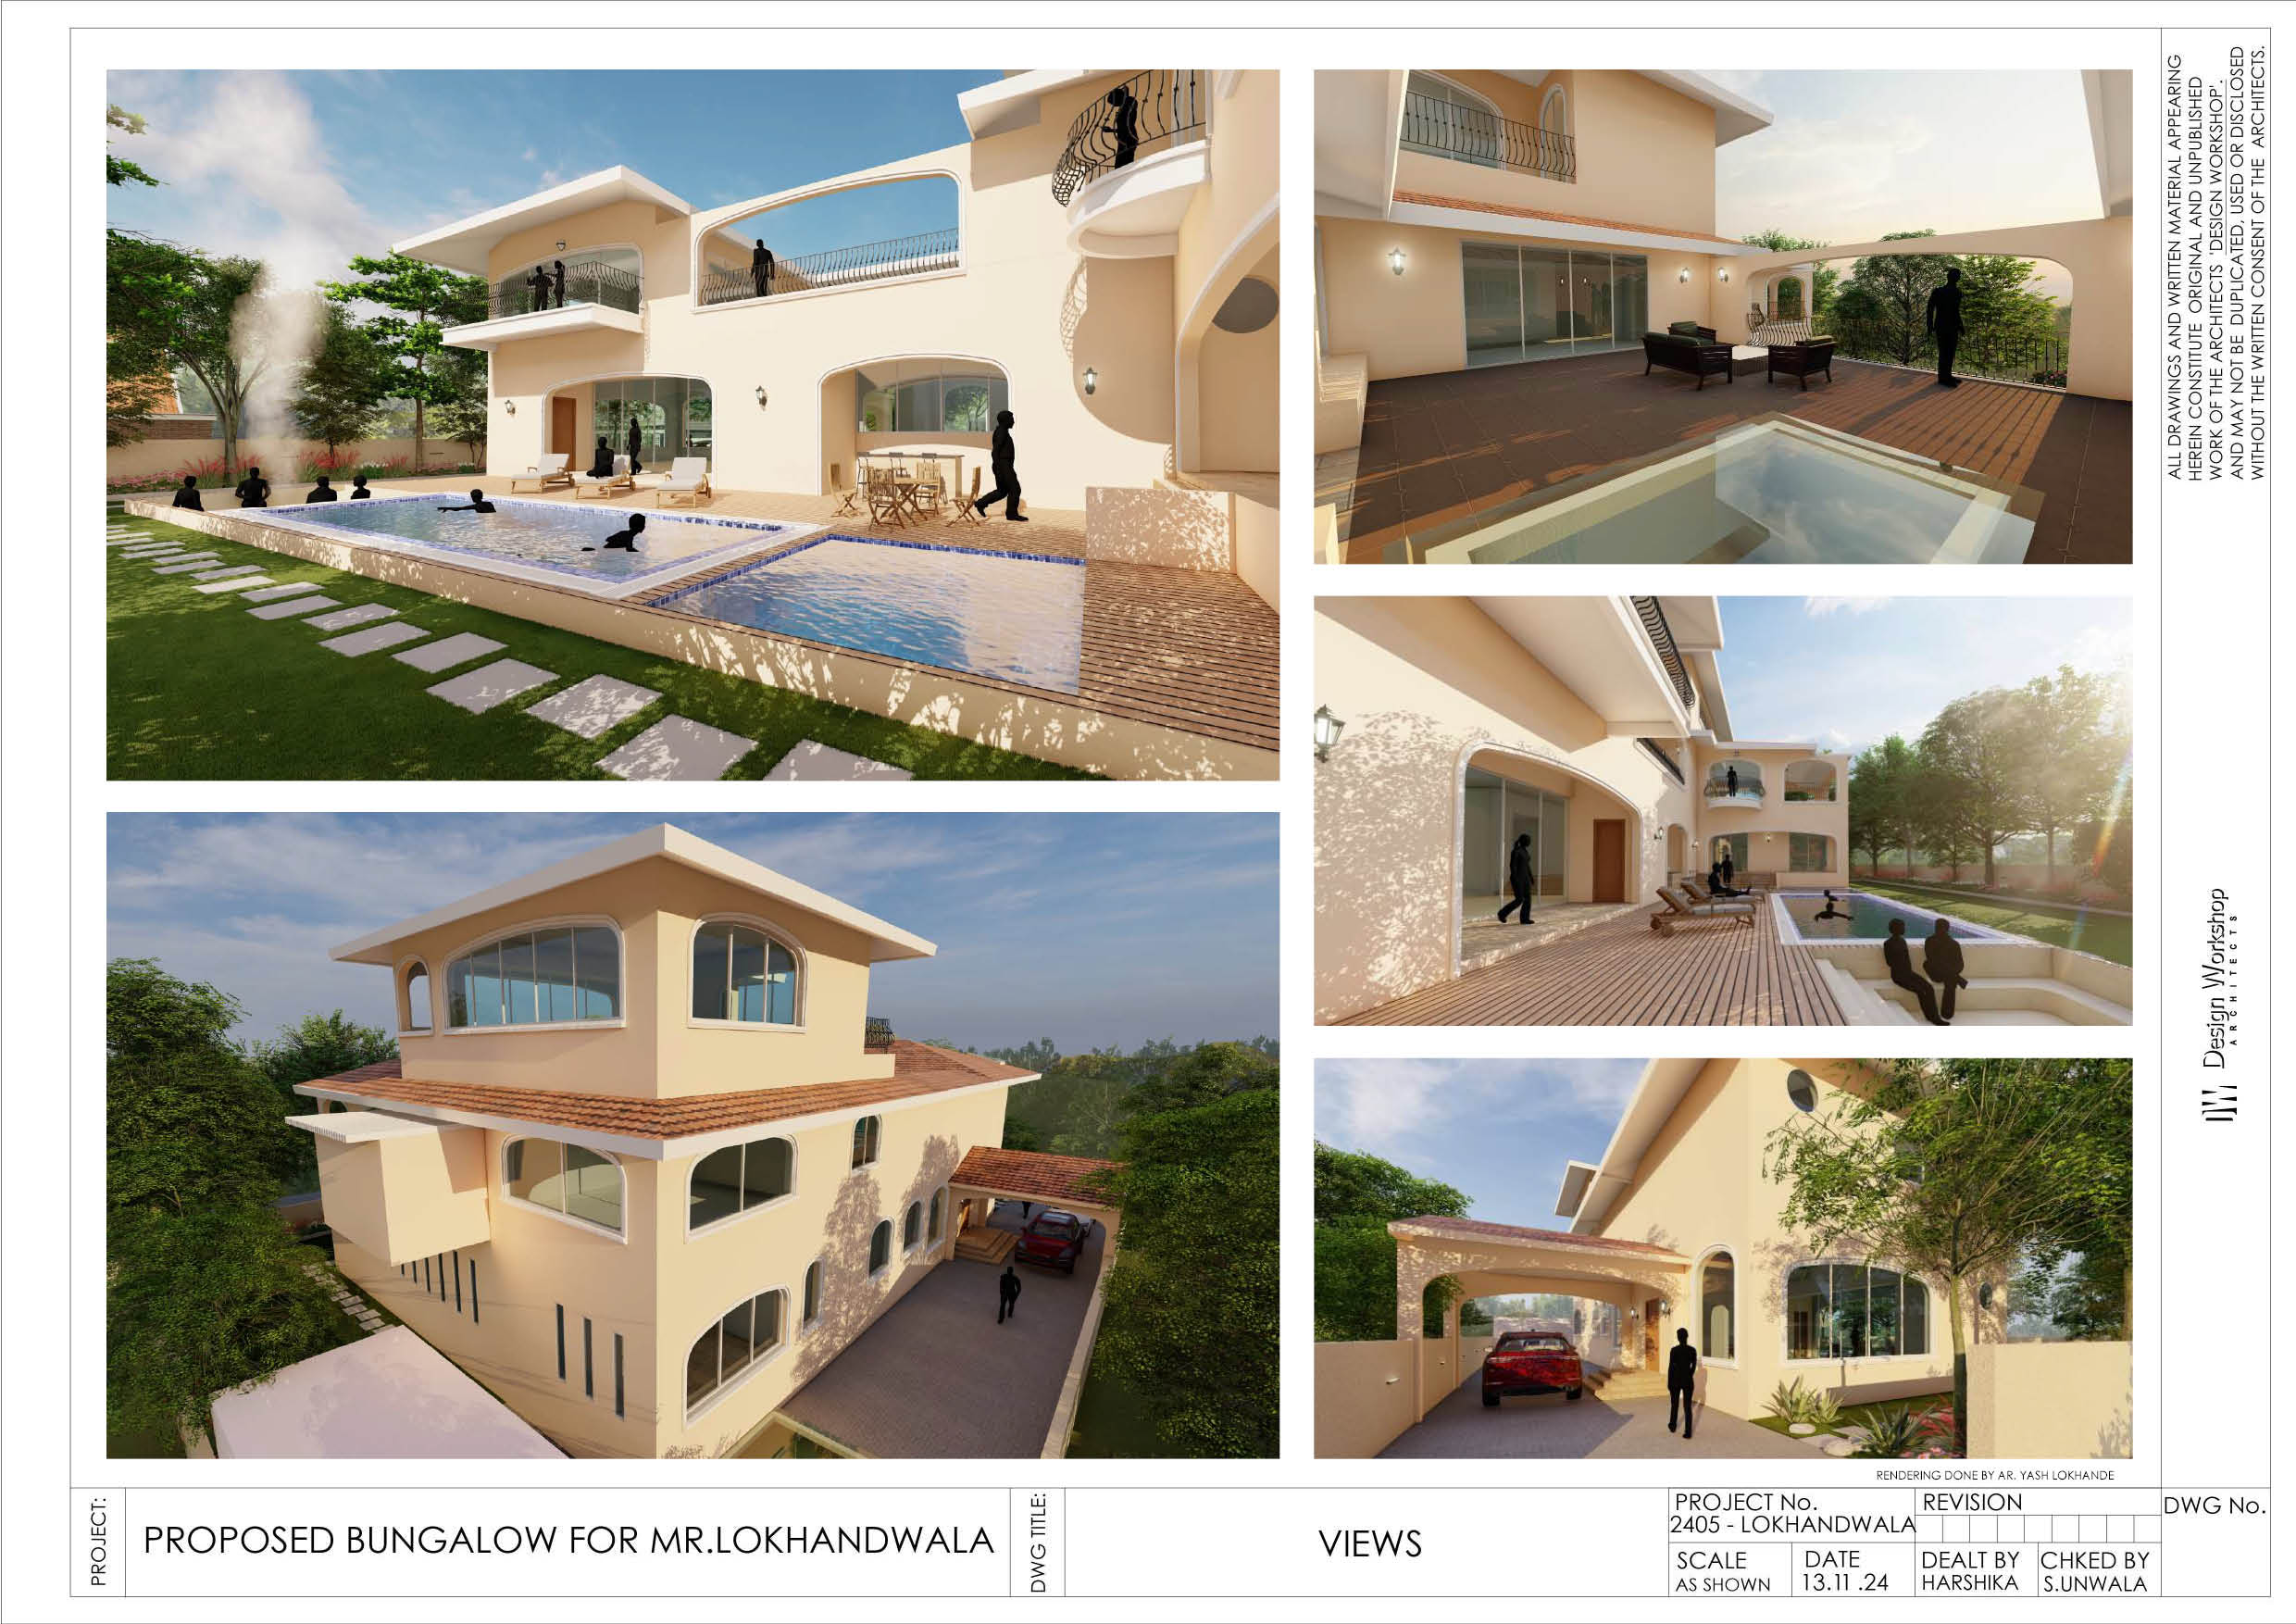 ALL DRAWINGS AND WRITTEN MATERIAL APPEARING
HEREIN CONSTITUTE ORIGINAL AND UNPUBLISHED
WORK OF THE ARCHITECTS 'DESIGN WORKSHOP'.
AND MAY NOT BE DUPLICATED, USED OR DISCLOSED
WITHOUT THE WRITTEN CONSENT OF THE ARCHITECTS.
Design Workshop
ARCHITECTS
RENDERING DONE BY AR. YASH LOKHANDE
PROJECT:
PROPOSED BUNGALOW FOR MR.LOKHANDWALA
DWG TITLE:
VIEWS
PROJECT No.
2405 - LOKHANDWALA
REVISION
SCALE
AS SHOWN
DATE
13.11 .24
DEALT BY
HARSHIKA
CHKED BY
S.UNWALA
DWG No.